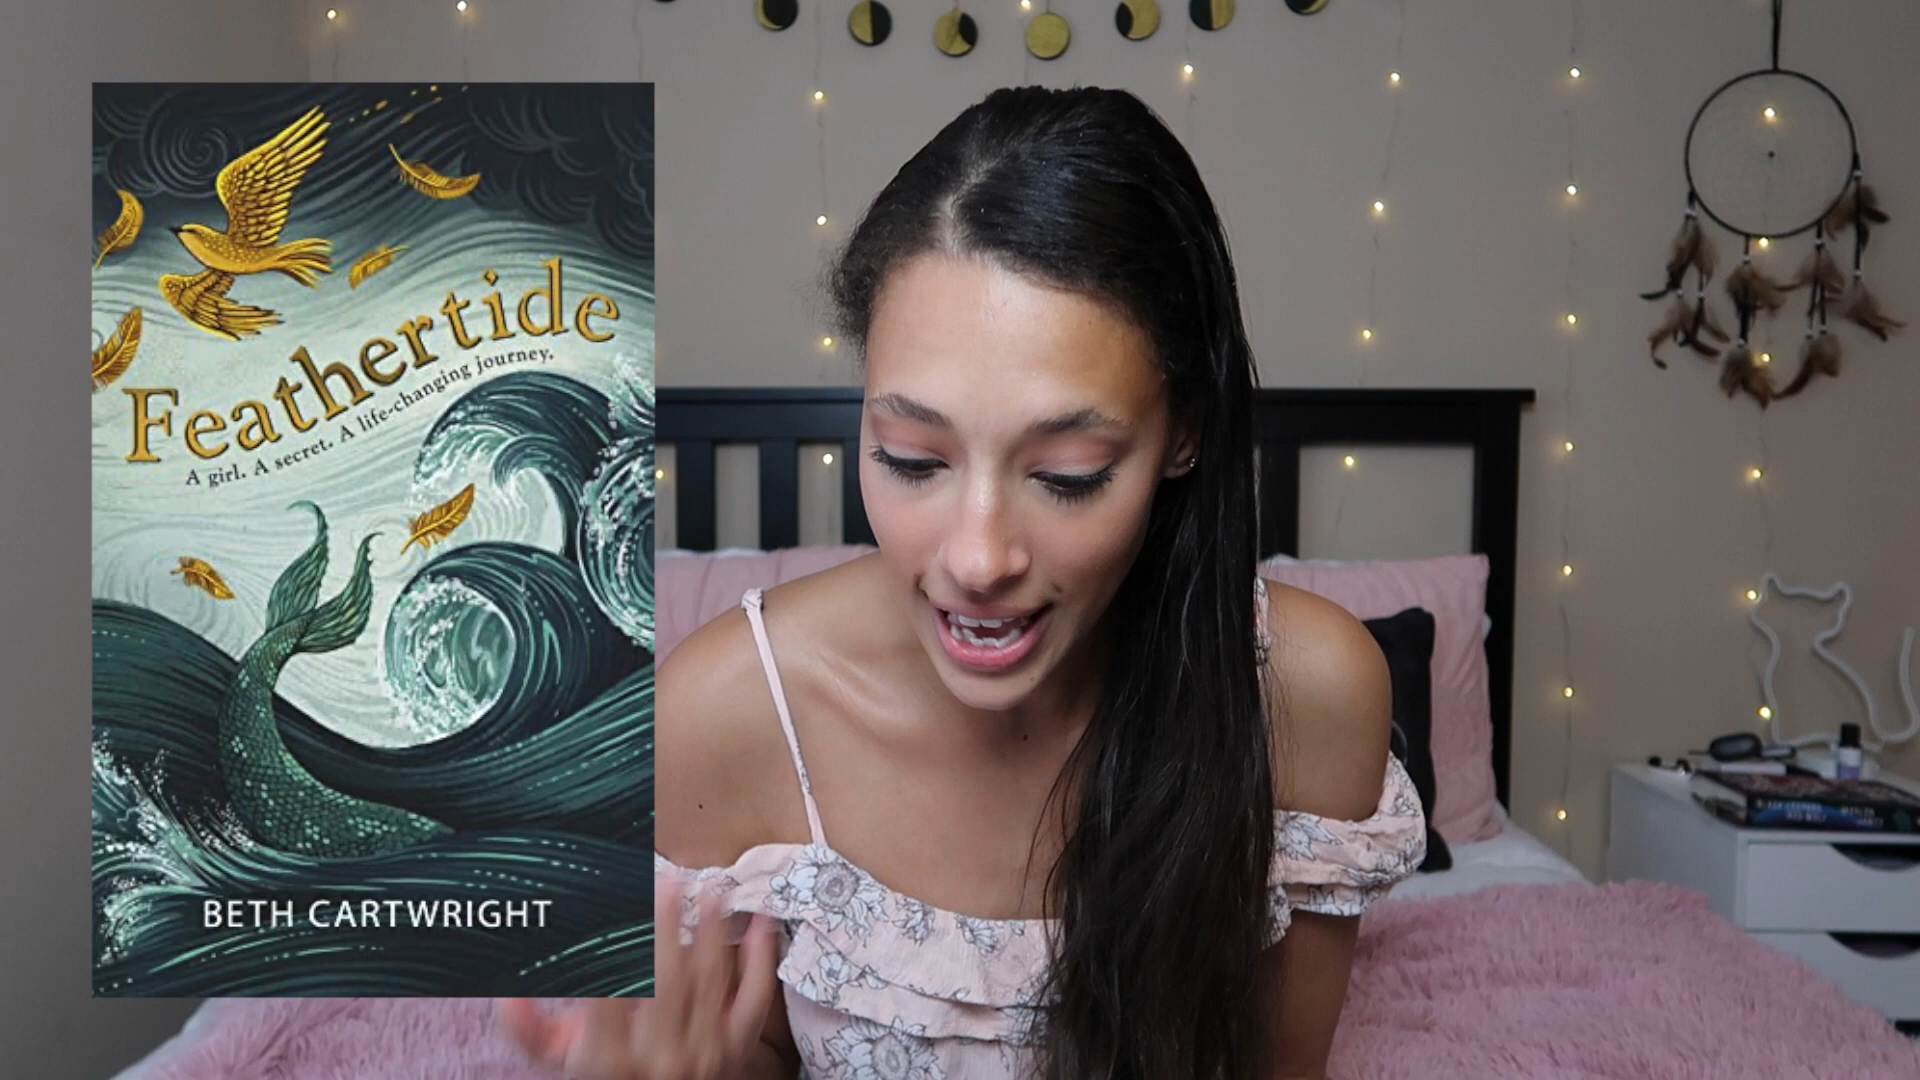 Feathertide
A girl. A secret. A life-changing journey.
BETH CARTWRIGHT